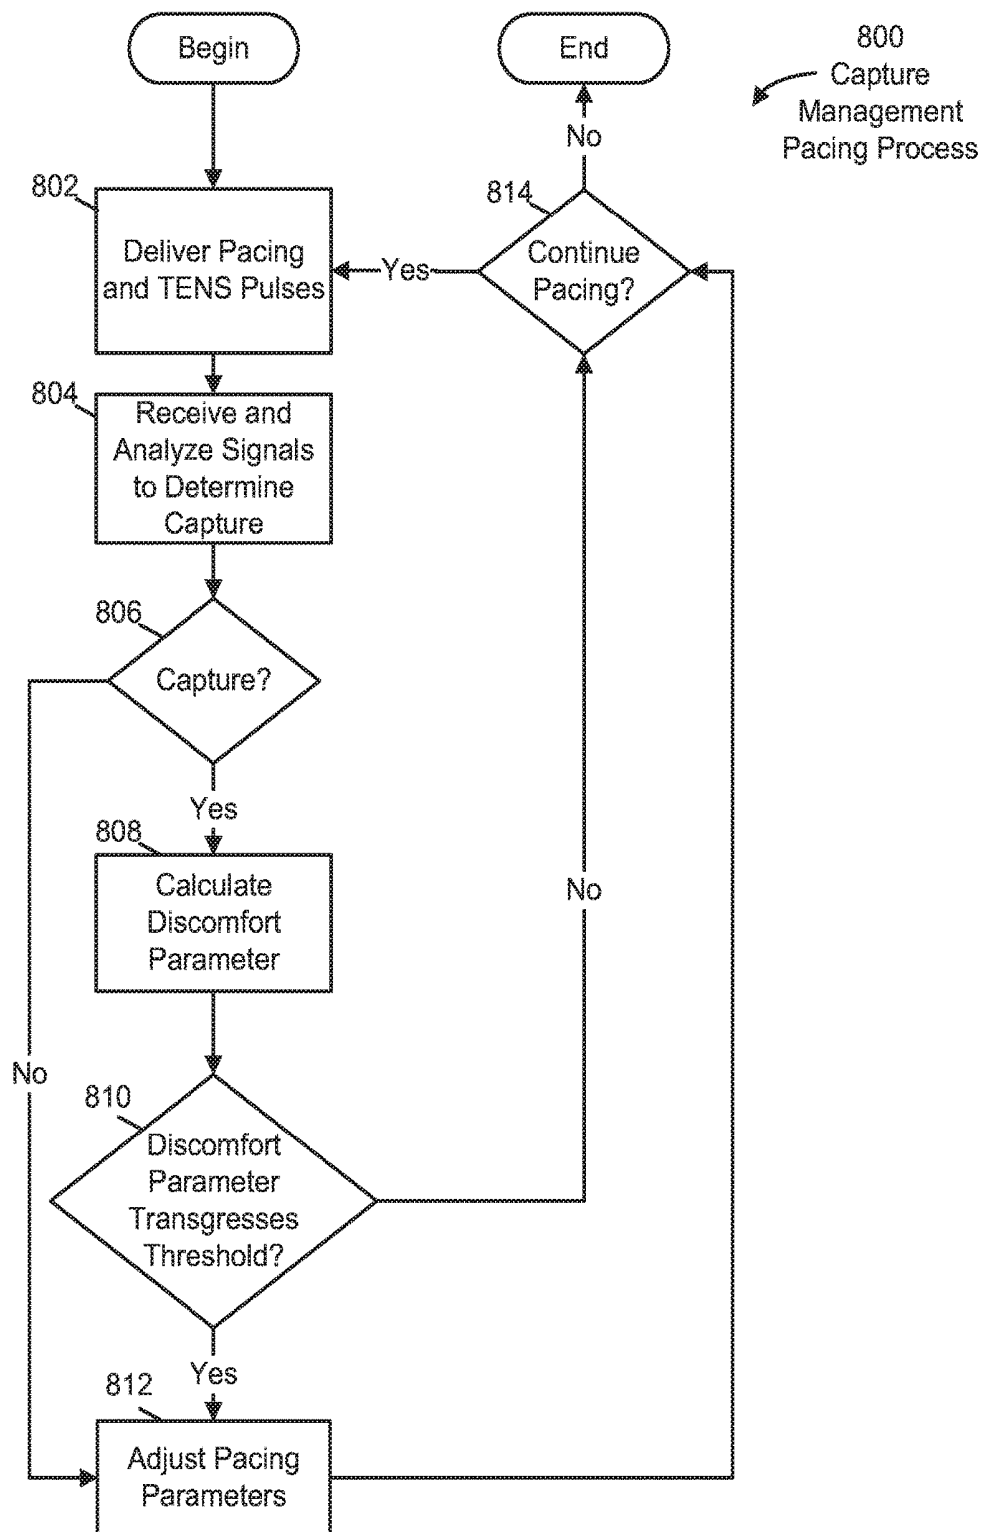 Begin
End
800
Capture
Management
Pacing Process
No
802
814
Deliver Pacing
and TENS Pulses
Yes
Continue
Pacing?
804
Receive and
Analyze Signals
to Determine
Capture
806
Capture?
Yes
808
Calculate
Discomfort
Parameter
No
No
810
Discomfort
Parameter
Transgresses
Threshold?
Yes
812
Adjust Pacing
Parameters